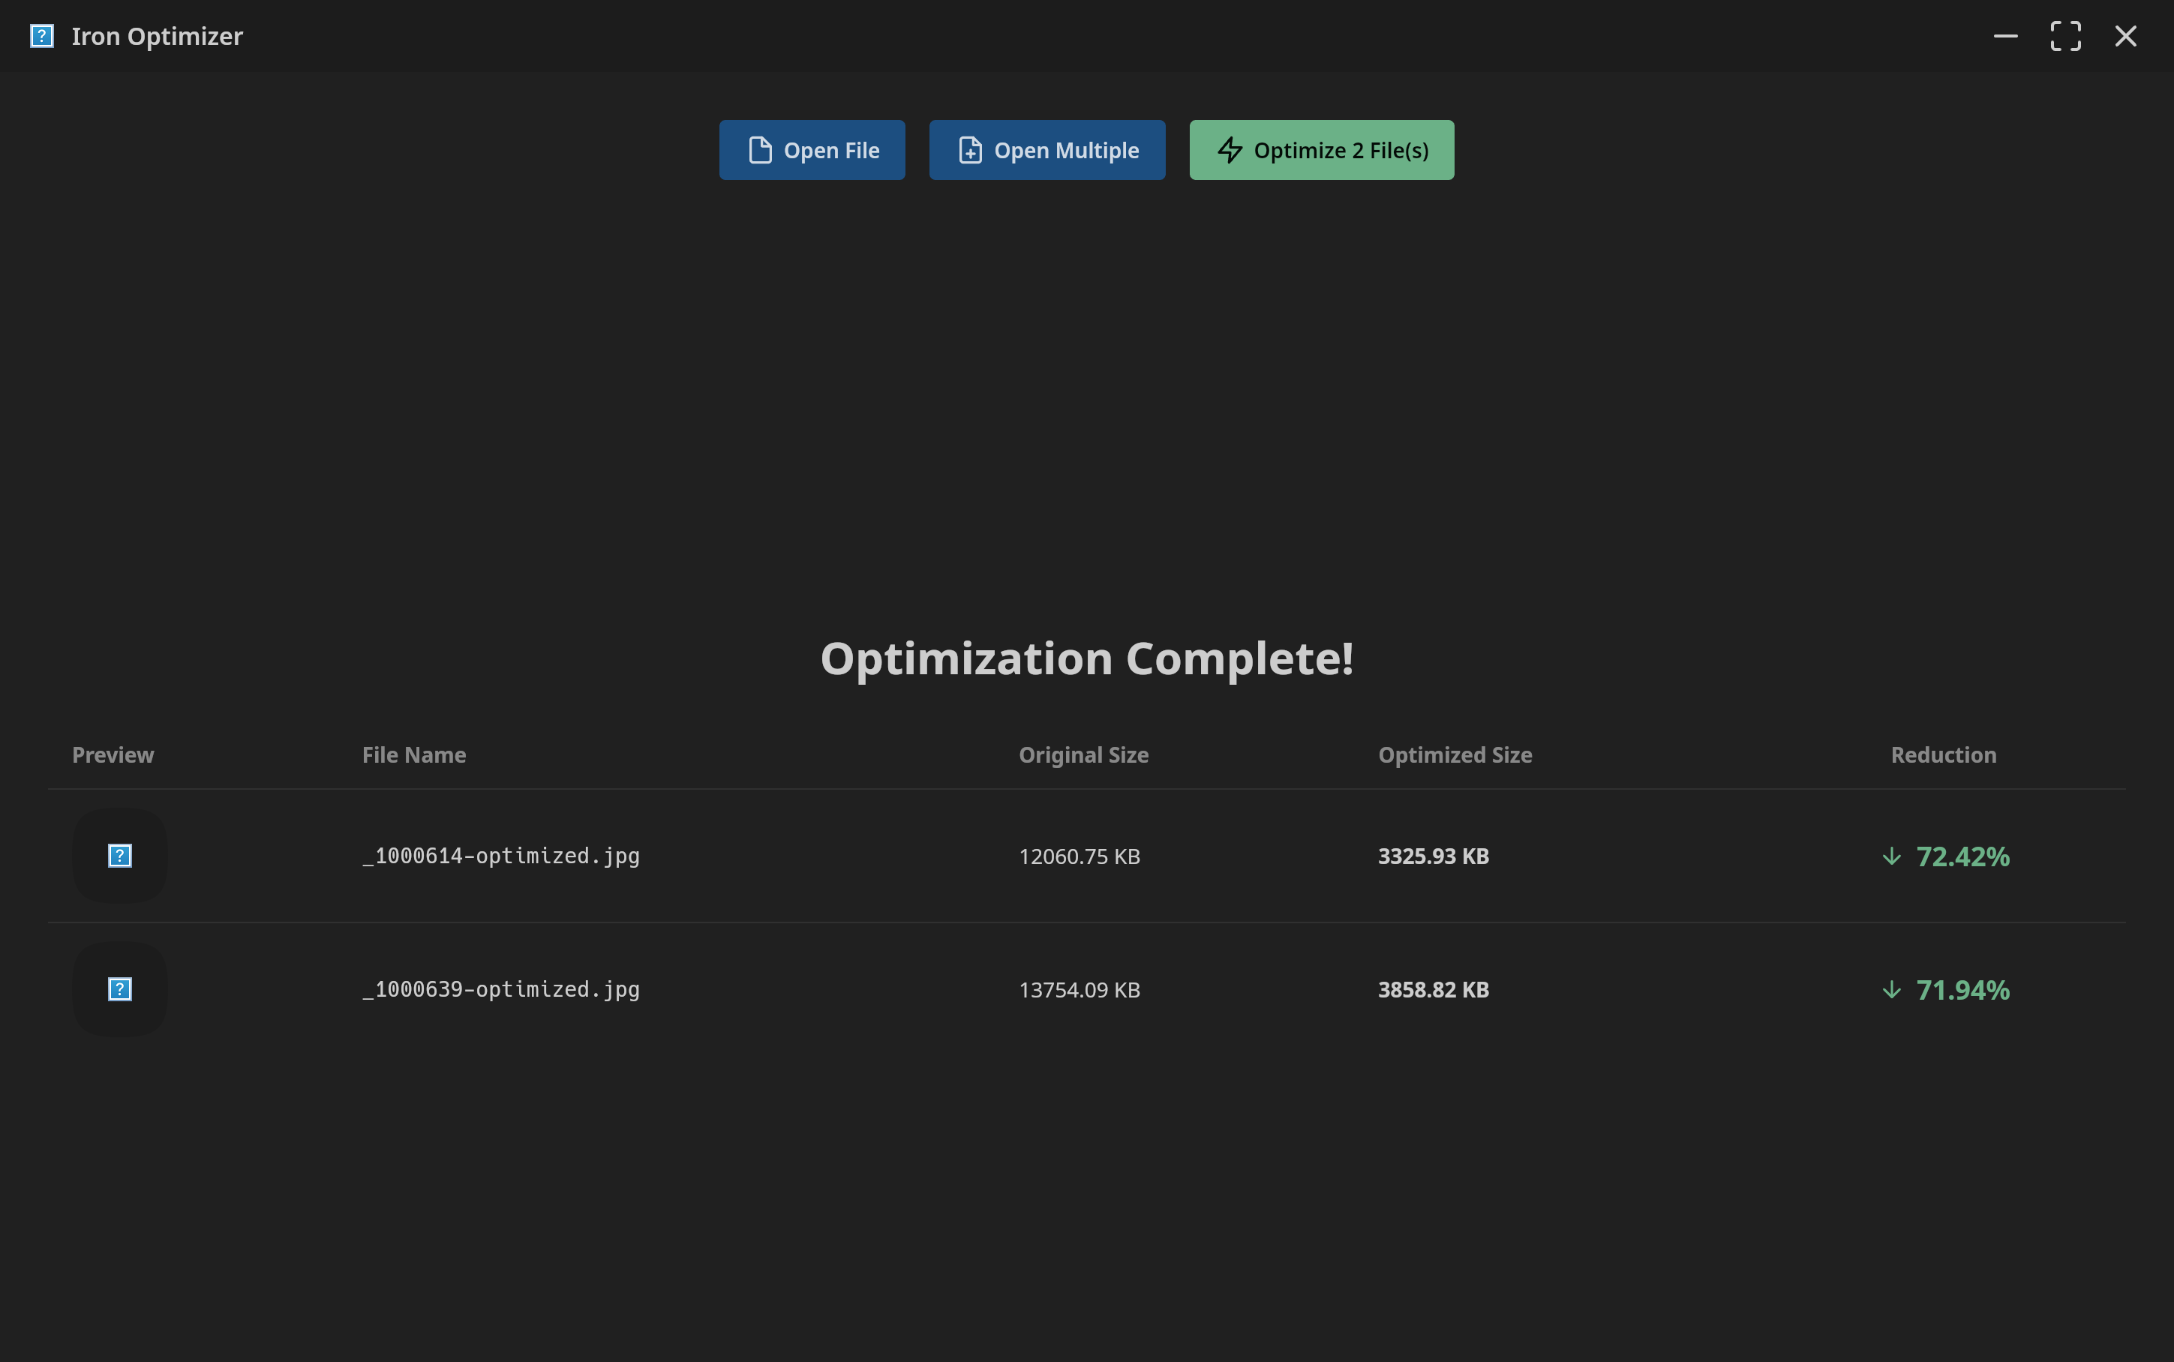 Iron Optimizer
Open File
Open Multiple
Optimize 2 File(s)
Optimization Complete!
Preview File Name Original Size Optimized Size Reduction
_1000614-optimized.jpg 12060.75 KB 3325.93 KB 72.42%
_1000639-optimized.jpg 13754.09 KB 3858.82 KB 71.94%